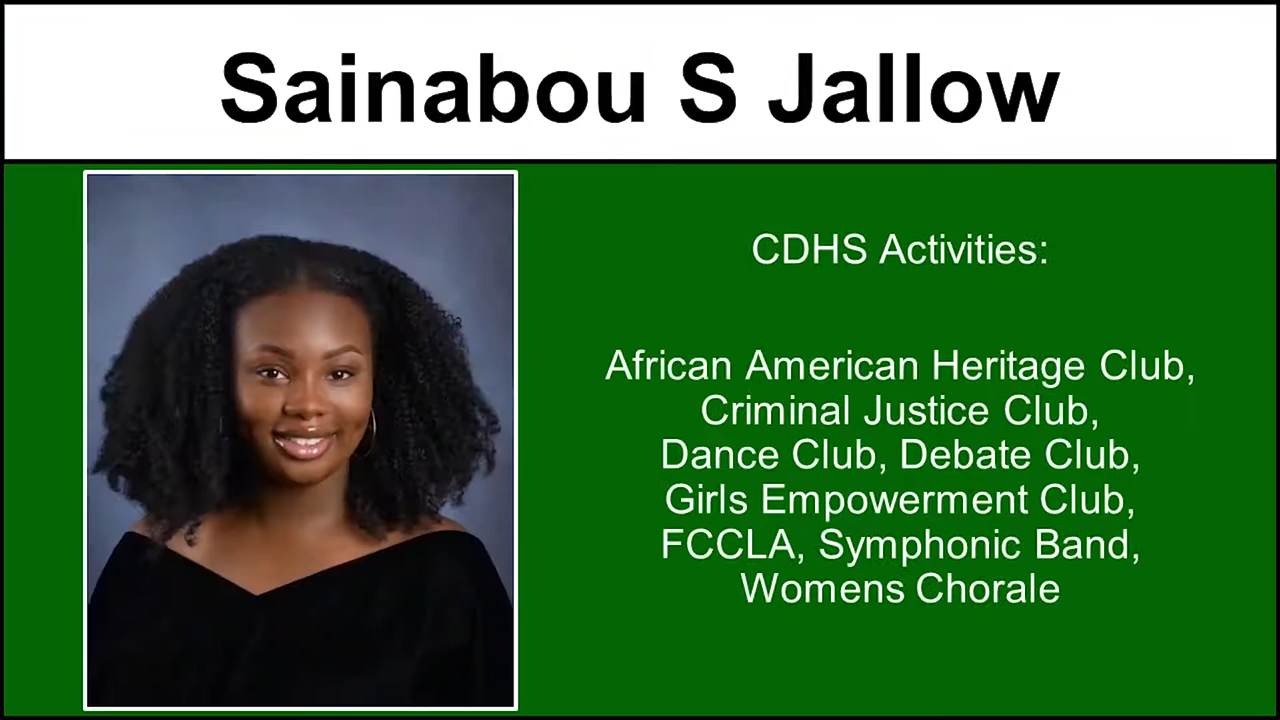 Sainabou S Jallow
CDHS Activities:
African American Heritage Club,
Criminal Justice Club,
Dance Club, Debate Club,
Girls Empowerment Club,
FCCLA, Symphonic Band,
Womens Chorale